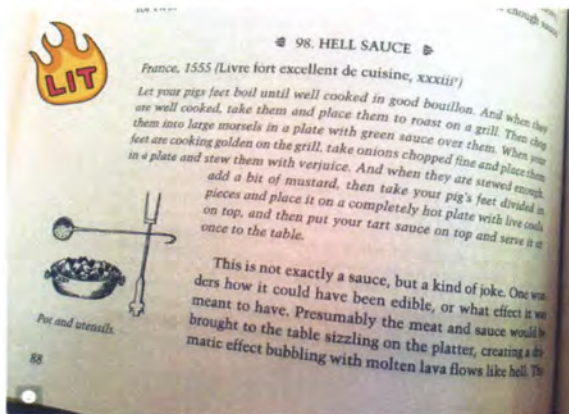 LIT
98. HELL SAUCE
France, 1555 (Livre fort excellent de cuisine, xxxiiiᵛ)
Let your pigs feet boil until well cooked in good bouillon. And when they
are well cooked, take them and place them to roast on a grill. Then chop
them into large morsels in a plate with green sauce over them. When your
feet are cooking golden on the grill, take onions chopped fine and place them
in a plate and stew them with verjuice. And when they are stewed enough,
add a bit of mustard, then take your pig's feet divided in
pieces and place it on a completely hot plate with live coals
on top, and then put your tart sauce on top and serve it at
once to the table.
This is not exactly a sauce, but a kind of joke. One won-
ders how it could have been edible, or what effect it was
meant to have. Presumably the meat and sauce would be
brought to the table sizzling on the platter, creating a dra-
matic effect bubbling with molten lava flows like hell. The
Pot and utensils.
88